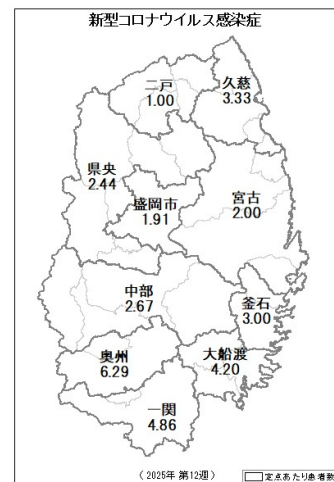 新型コロナウイルス感染症
二戸
1.00
久慈
3.33
県央
2.44
盛岡市
1.91
宮古
2.00
中部
2.67
釜石
3.00
奥州
6.29
大船渡
4.20
一関
4.86
（2025年 第12週）
定点あたり患者数